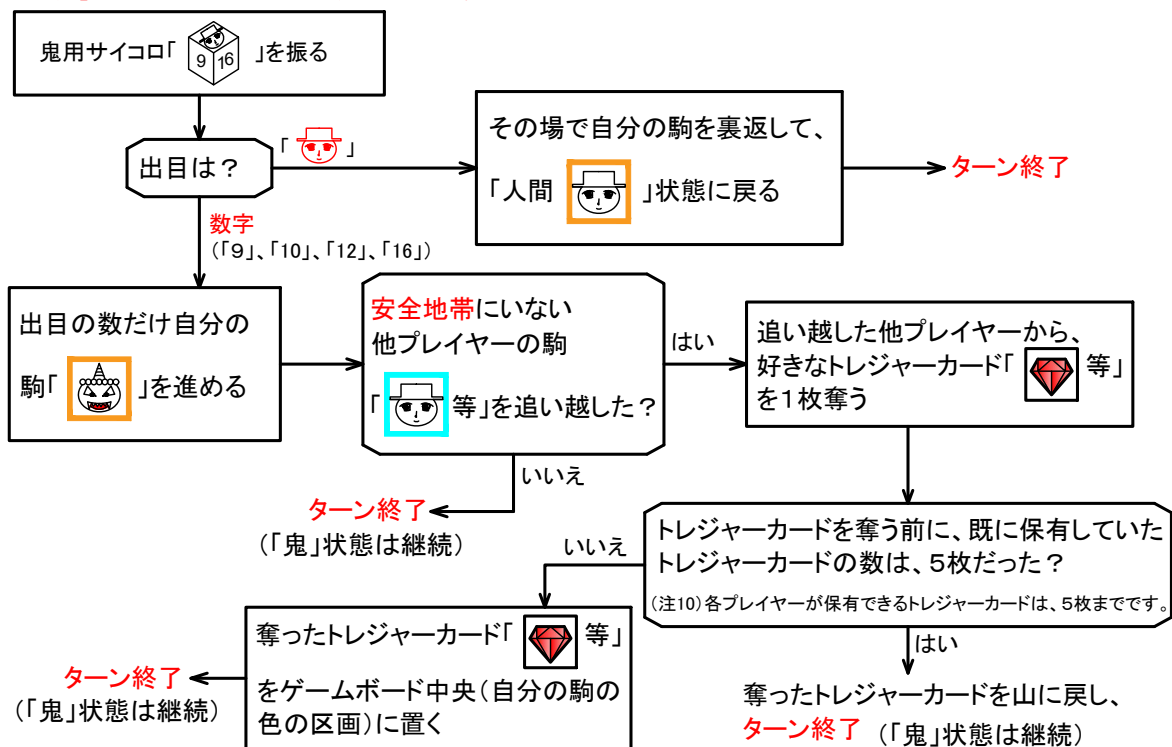 鬼用サイコロ「 9 16 」を振る
出目は？
「 」
その場で自分の駒を裏返して、
「人間 」状態に戻る
ターン終了
数字
（「9」、「10」、「12」、「16」）
出目の数だけ自分の
駒「 」を進める
安全地帯にいない
他プレイヤーの駒
「 等」を追い越した？
はい
追い越した他プレイヤーから、
好きなトレジャーカード「 等」
を１枚奪う
いいえ
ターン終了
（「鬼」状態は継続）
トレジャーカードを奪う前に、既に保有していた
トレジャーカードの数は、５枚だった？
（注10）各プレイヤーが保有できるトレジャーカードは、５枚までです。
いいえ
奪ったトレジャーカード「 等」
をゲームボード中央（自分の駒の
色の区画）に置く
ターン終了
（「鬼」状態は継続）
はい
奪ったトレジャーカードを山に戻し、
ターン終了 （「鬼」状態は継続）